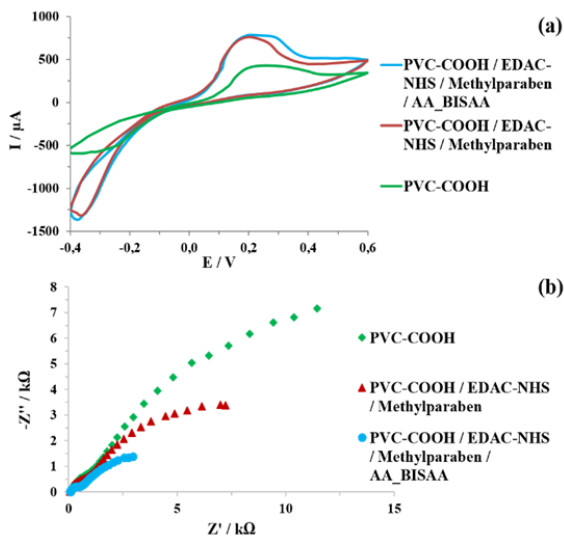 (a)
1000
500
0
-500
-1000
-1500
I / µA
-0,4
-0,2
0,0
0,2
0,4
0,6
E / V
PVC-COOH / EDAC-
NHS / Methylparaben
/ AA_BISAA
PVC-COOH / EDAC-
NHS / Methylparaben
PVC-COOH
(b)
8
7
6
5
4
3
2
1
0
-Z'' / kΩ
0
5
10
15
Z' / kΩ
PVC-COOH
PVC-COOH / EDAC-NHS
/ Methylparaben
PVC-COOH / EDAC-NHS
/ Methylparaben /
AA_BISAA